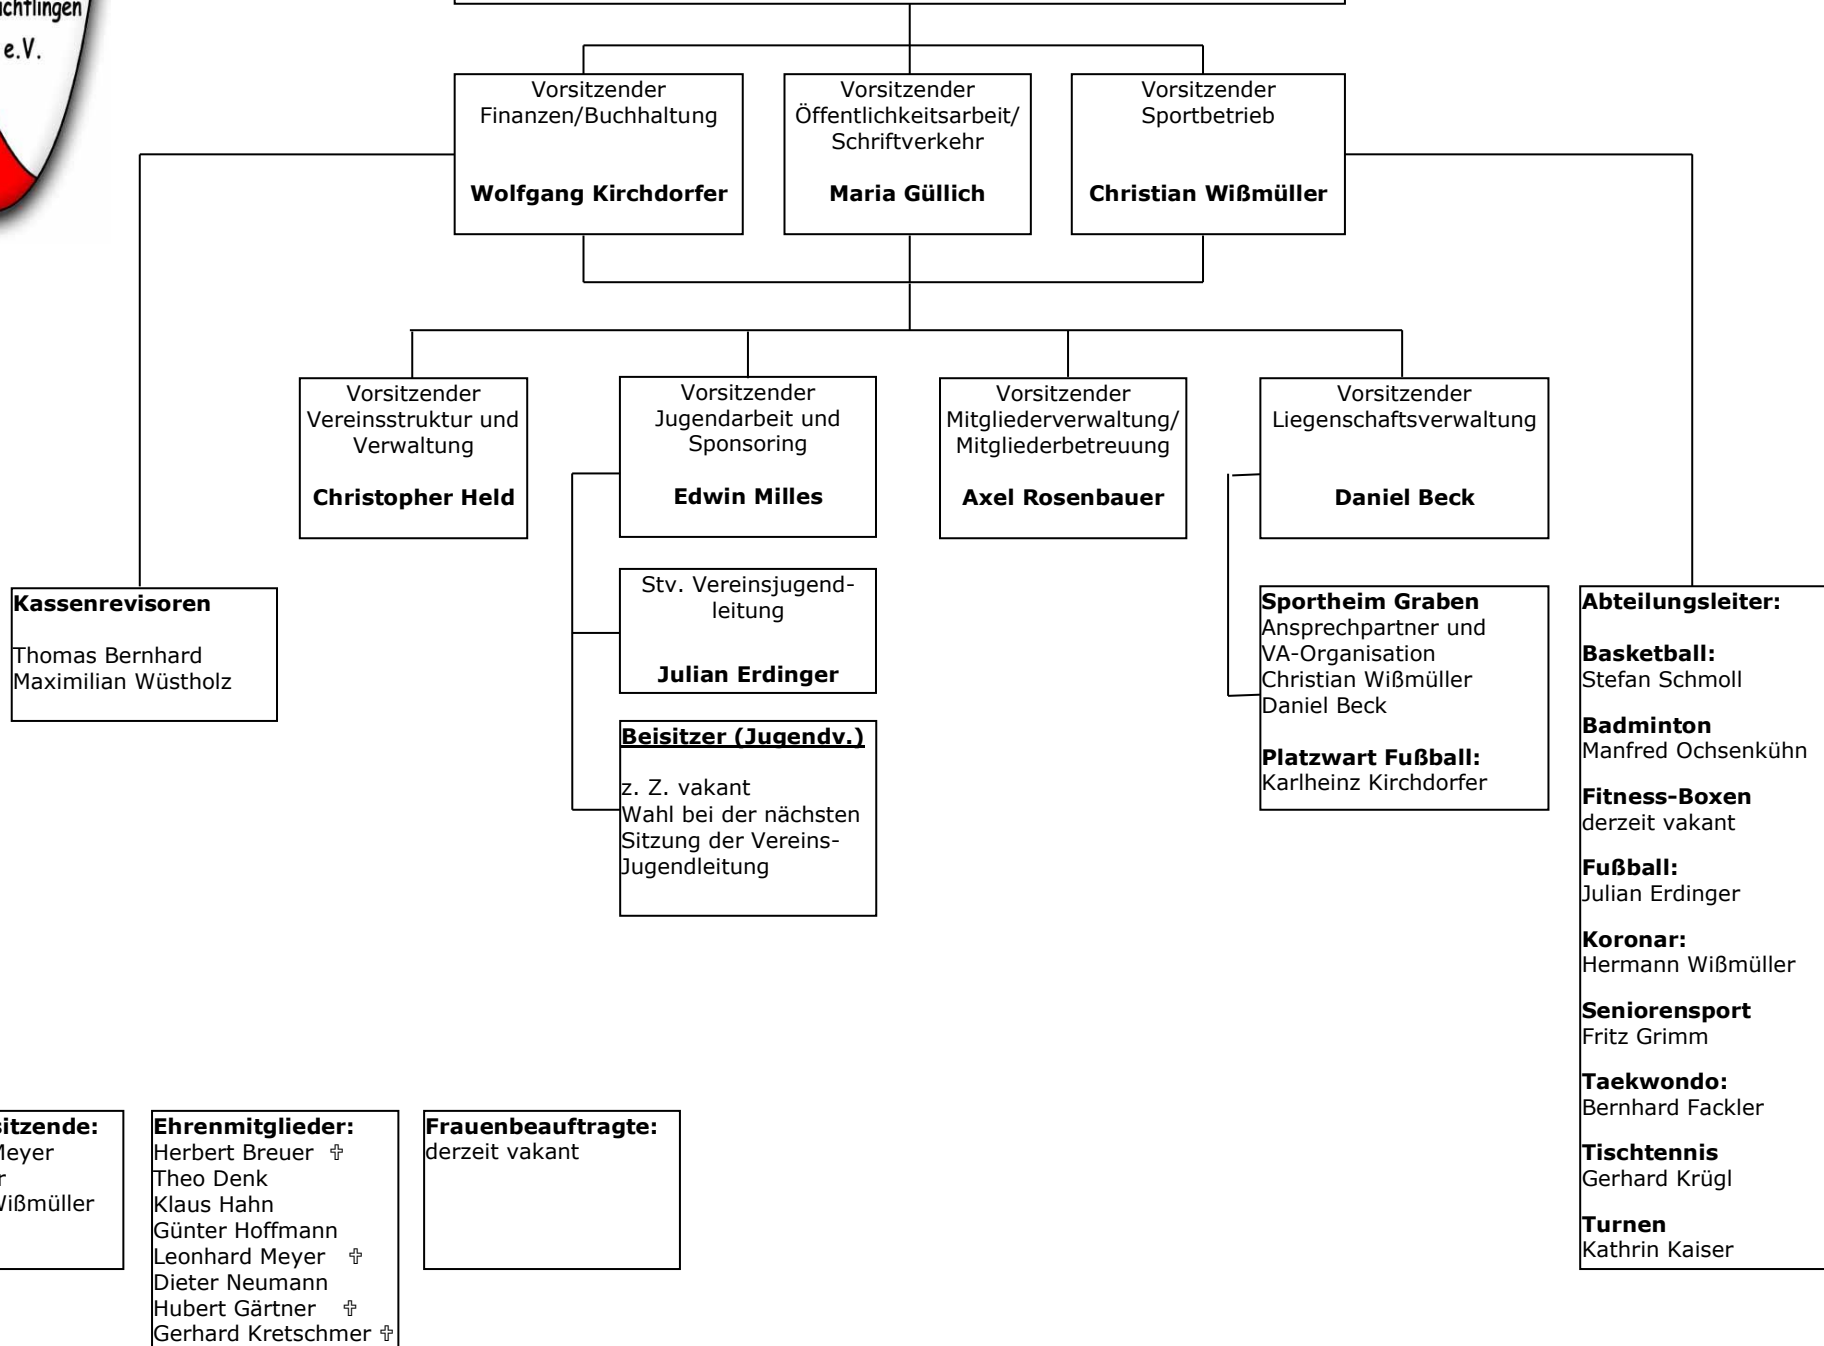 e.V.
Vorsitzender
Finanzen/Buchhaltung
Wolfgang Kirchdorfer
Vorsitzender
Öffentlichkeitsarbeit/
Schriftverkehr
Maria Güllich
Vorsitzender
Sportbetrieb
Christian Wißmüller
Vorsitzender
Vereinsstruktur und
Verwaltung
Christopher Held
Vorsitzender
Jugendarbeit und
Sponsoring
Edwin Milles
Vorsitzender
Mitgliederverwaltung/
Mitgliederbetreuung
Axel Rosenbauer
Vorsitzender
Liegenschaftsverwaltung
Daniel Beck
Kassenrevisoren
Thomas Bernhard
Maximilian Wüstholz
Stv. Vereinsjugend-
leitung
Julian Erdinger
Beisitzer (Jugendv.)
z. Z. vakant
Wahl bei der nächsten
Sitzung der Vereins-
Jugendleitung
Sportheim Graben
Ansprechpartner und
VA-Organisation
Christian Wißmüller
Daniel Beck
Platzwart Fußball:
Karlheinz Kirchdorfer
Abteilungsleiter:
Basketball:
Stefan Schmoll
Badminton
Manfred Ochsenkühn
Fitness-Boxen
derzeit vakant
Fußball:
Julian Erdinger
Koronar:
Hermann Wißmüller
Seniorensport
Fritz Grimm
Taekwondo:
Bernhard Fackler
Tischtennis
Gerhard Krügl
Turnen
Kathrin Kaiser
sitzende:
Meyer
r
Wißmüller
Ehrenmitglieder:
Herbert Breuer ✞
Theo Denk
Klaus Hahn
Günter Hoffmann
Leonhard Meyer ✞
Dieter Neumann
Hubert Gärtner ✞
Gerhard Kretschmer ✞
Frauenbeauftragte:
derzeit vakant